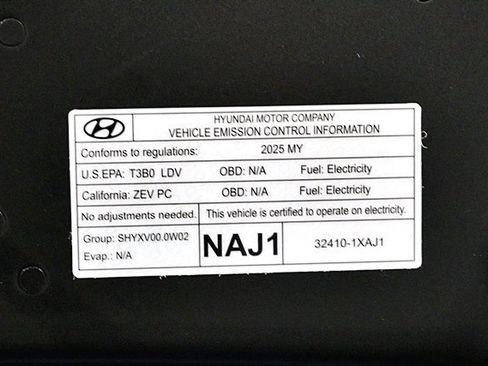 HYUNDAI MOTOR COMPANY
VEHICLE EMISSION CONTROL INFORMATION
Conforms to regulations: 2025 MY
U.S.EPA: T3B0 LDV OBD: N/A Fuel: Electricity
California: ZEV PC OBD: N/A Fuel: Electricity
No adjustments needed. This vehicle is certified to operate on electricity.
Group: SHYXV00.0W02
Evap.: N/A
NAJ1
32410-1XAJ1